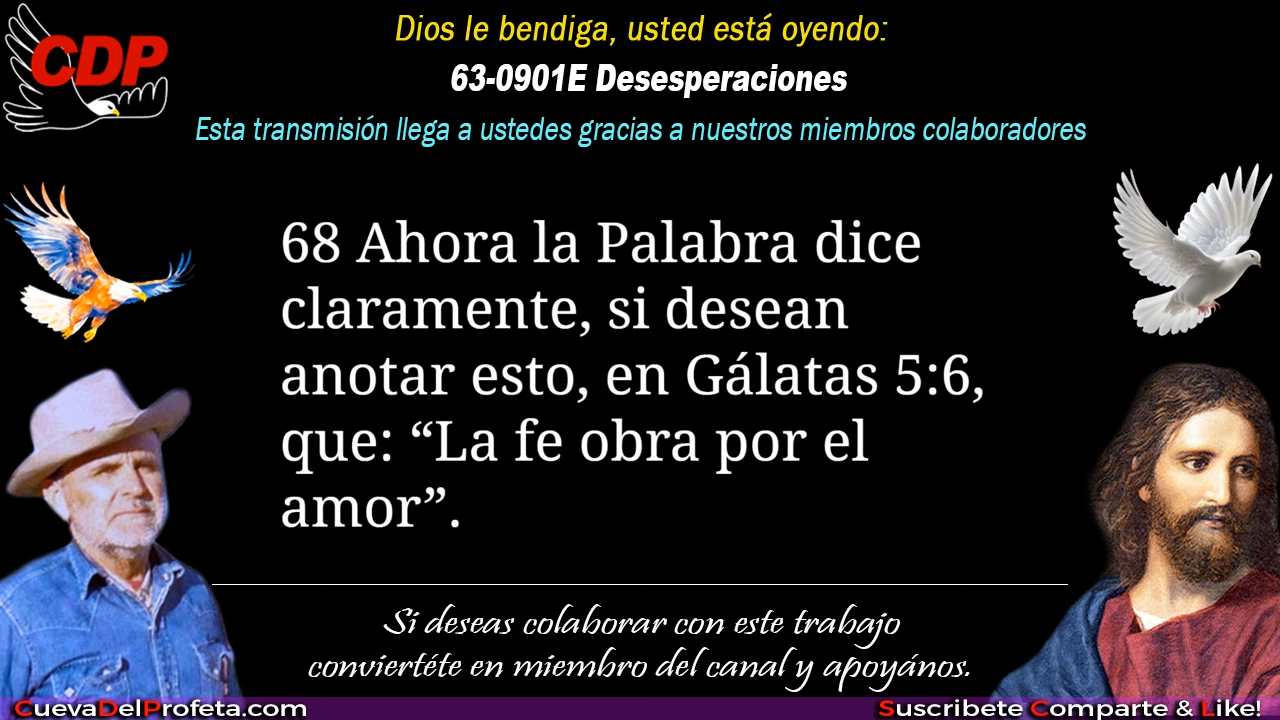 CDP
Dios le bendiga, usted está oyendo:
63-0901E Desesperaciones
Esta transmisión llega a ustedes gracias a nuestros miembros colaboradores
68 Ahora la Palabra dice
claramente, si desean
anotar esto, en Gálatas 5:6,
que: “La fe obra por el
amor”.
Si deseas colaborar con este trabajo
conviertéte en miembro del canal y apoyános.
CuevaDelProfeta.com
Suscribete Comparte & Like!